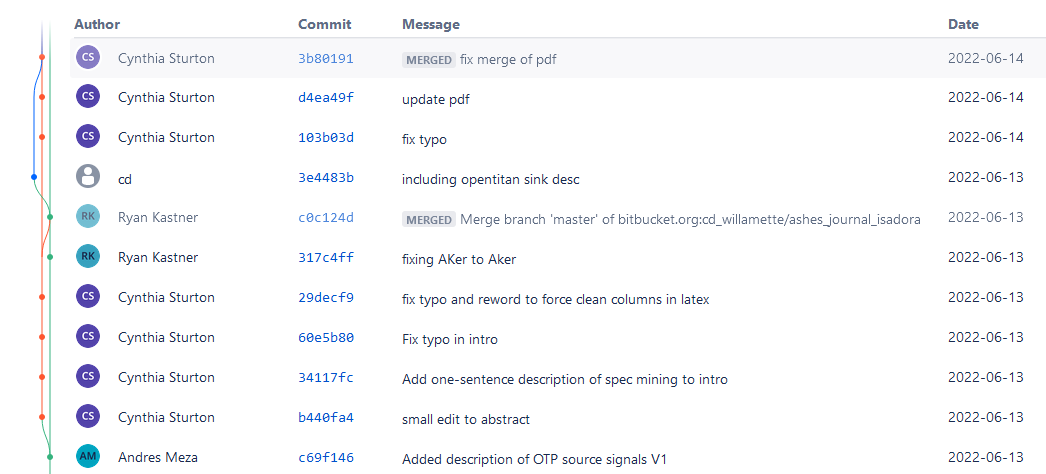 Author Commit Message Date
CS Cynthia Sturton 3b80191 MERGED fix merge of pdf 2022-06-14
CS Cynthia Sturton d4ea49f update pdf 2022-06-14
CS Cynthia Sturton 103b03d fix typo 2022-06-14
cd 3e4483b including opentitan sink desc 2022-06-13
RK Ryan Kastner c0c124d MERGED Merge branch 'master' of bitbucket.org:cd_willamette/ashes_journal_isadora 2022-06-13
RK Ryan Kastner 317c4ff fixing AKer to Aker 2022-06-13
CS Cynthia Sturton 29decf9 fix typo and reword to force clean columns in latex 2022-06-13
CS Cynthia Sturton 60e5b80 Fix typo in intro 2022-06-13
CS Cynthia Sturton 34117fc Add one-sentence description of spec mining to intro 2022-06-13
CS Cynthia Sturton b440fa4 small edit to abstract 2022-06-13
AM Andres Meza c69f146 Added description of OTP source signals V1 2022-06-13